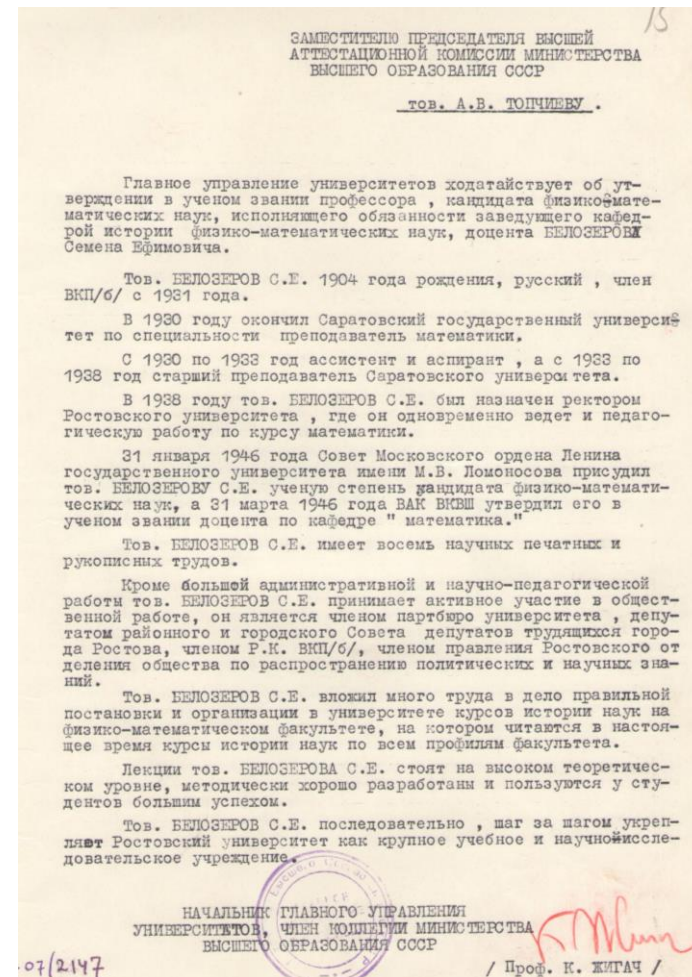 15
ЗАМЕСТИТЕЛЮ ПРЕДСЕДАТЕЛЯ ВЫСШЕЙ
АТТЕСТАЦИОННОЙ КОМИССИИ МИНИСТЕРСТВА
ВЫСШЕГО ОБРАЗОВАНИЯ СССР
тов. А.В. ТОПЧИЕВУ .
Главное управление университетов ходатайствует об ут-
верждении в ученом звании профессора , кандидата физико-мате-
матических наук, исполняющего обязанности заведующего кафед-
рой истории физико-математических наук, доцента БЕЛОЗЕРОВА
Семена Ефимовича.
Тов. БЕЛОЗЕРОВ С.Е. 1904 года рождения, русский , член
ВКП/б/ с 1931 года.
В 1930 году окончил Саратовский государственный универси-
тет по специальности преподаватель математики.
С 1930 по 1933 год ассистент и аспирант , а с 1933 по
1938 год старший преподаватель Саратовского университета.
В 1938 году тов. БЕЛОЗЕРОВ С.Е. был назначен ректором
Ростовского университета , где он одновременно ведет и педаго-
гическую работу по курсу математики.
31 января 1946 года Совет Московского ордена Ленина
государственного университета имени М.В. Ломоносова присудил
тов. БЕЛОЗЕРОВУ С.Е. ученую степень кандидата физико-математи-
ческих наук, а 31 марта 1946 года ВАК ВКВШ утвердил его в
ученом звании доцента по кафедре " математика."
Тов. БЕЛОЗЕРОВ С.Е. имеет восемь научных печатных и
рукописных трудов.
Кроме большей административной и научно-педагогической
работы тов. БЕЛОЗЕРОВ С.Е. принимает активное участие в общест-
венной работе, он является членом партбюро университета , депу-
татом районного и городского Совета депутатов трудящихся горо-
да Ростова, членом Р.К. ВКП/б/, членом правления Ростовского от
деления общества по распространению политических и научных зна-
ний.
Тов. БЕЛОЗЕРОВ С.Е. вложил много труда в дело правильной
постановки и организации в университете курсов истории наук на
физико-математическом факультете, на котором читаются в настоя-
щее время курсы истории наук по всем профилям факультета.
Лекции тов. БЕЛОЗЕРОВА С.Е. стоят на высоком теоретичес-
ком уровне, методически хорошо разработаны и пользуются у сту-
дентов большим успехом.
Тов. БЕЛОЗЕРОВ С.Е. последовательно , шаг за шагом укреп-
ляет Ростовский университет как крупное учебное и научно-иссле-
довательское учреждение.
НАЧАЛЬНИК ГЛАВНОГО УПРАВЛЕНИЯ
УНИВЕРСИТЕТОВ, ЧЛЕН КОЛЛЕГИИ МИНИСТЕРСТВА
ВЫСШЕГО ОБРАЗОВАНИЯ СССР
/ Проф. К. ЖИГАЧ /
07/2147